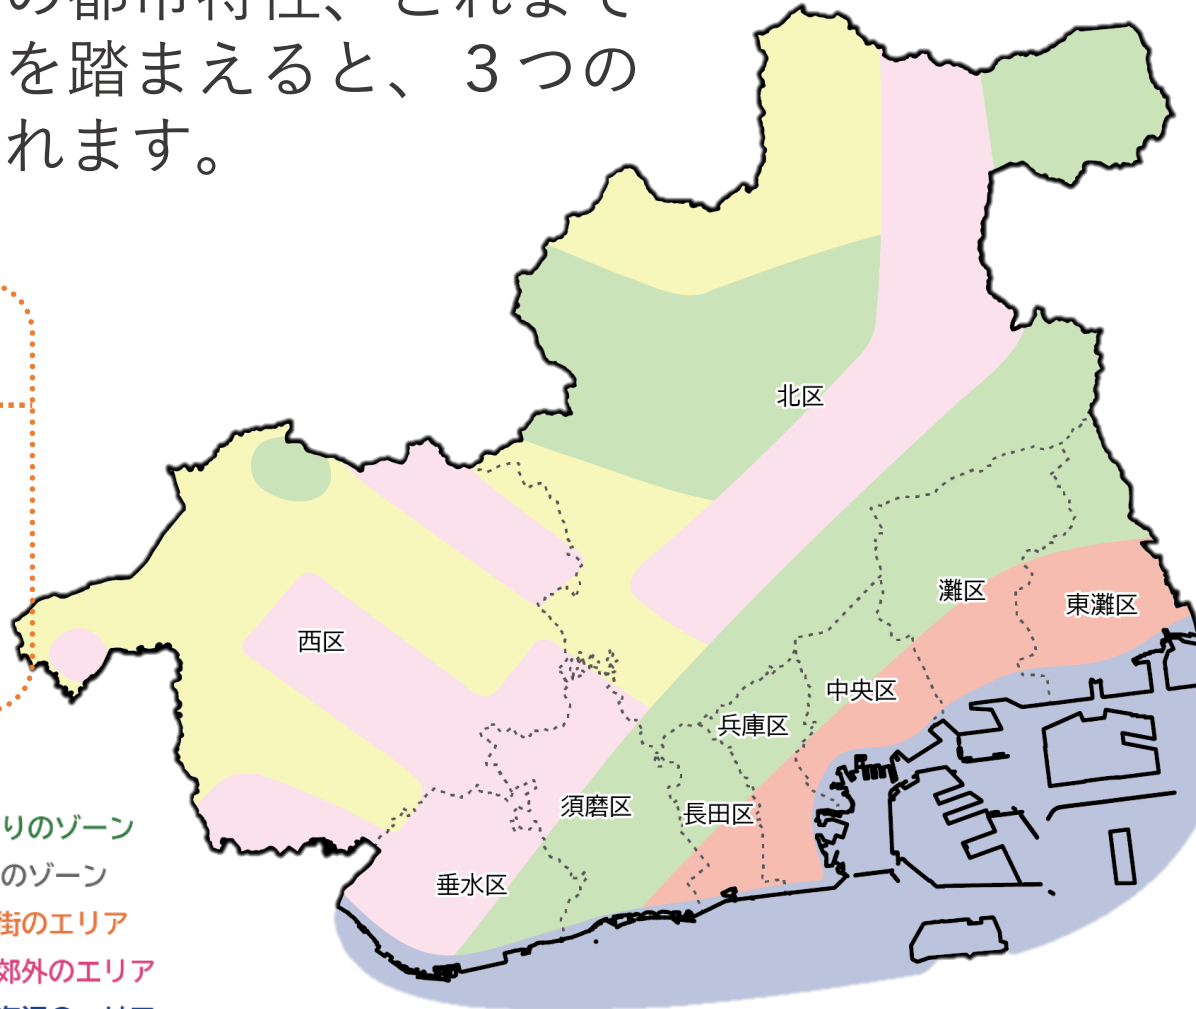 を踏まえると、３つの
れます。
北区
西区
灘区
東灘区
中央区
兵庫区
須磨区
長田区
垂水区
りのゾーン
のゾーン
街のエリア
郊外のエリア